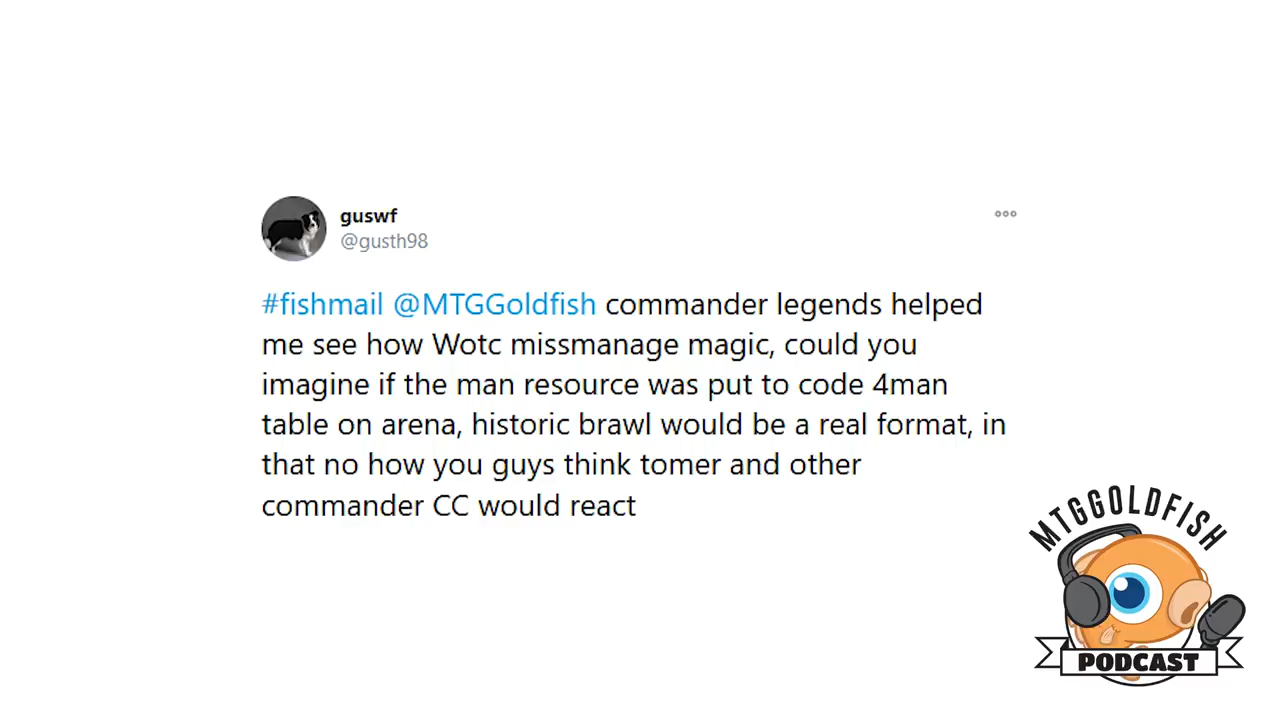 guswf
@gusth98
#fishmail @MTGGoldfish commander legends helped
me see how Wotc missmanage magic, could you
imagine if the man resource was put to code 4man
table on arena, historic brawl would be a real format, in
that no how you guys think tomer and other
commander CC would react
MTGGOLDFISH
PODCAST